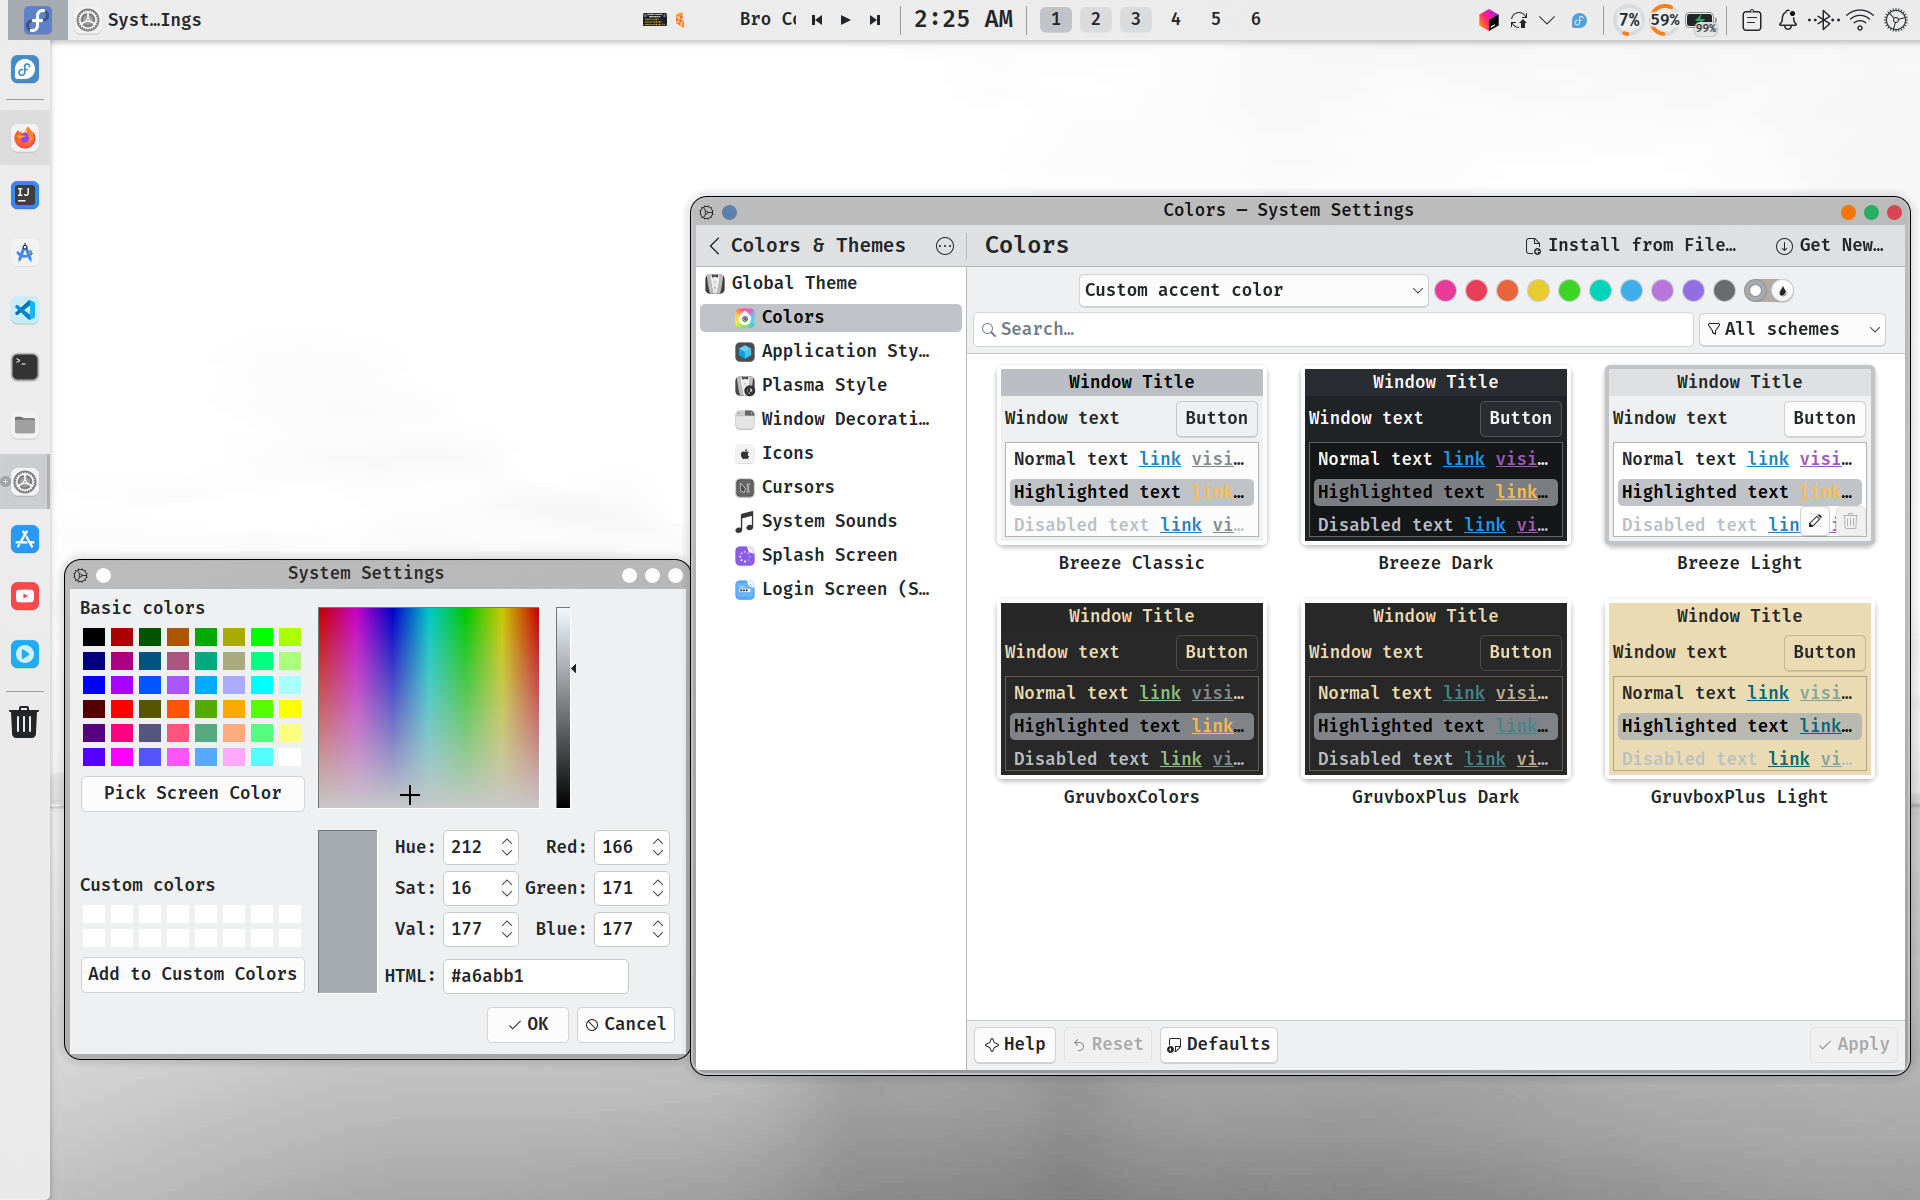 Syst…Ings
Bro C
2:25 AM
1 2 3 4 5 6
7% 59% 99%
Colors — System Settings
Colors & Themes
Colors
Install from File…
Get New…
Global Theme
Colors
Application Sty…
Plasma Style
Window Decorati…
Icons
Cursors
System Sounds
Splash Screen
Login Screen (S…
Custom accent color
Search…
All schemes
Window Title
Window text Button
Normal text link visi…
Highlighted text link…
Disabled text link vi…
Breeze Classic
Window Title
Window text Button
Normal text link visi…
Highlighted text link…
Disabled text link vi…
Breeze Dark
Window Title
Window text Button
Normal text link visi…
Highlighted text link…
Disabled text lin
Breeze Light
Window Title
Window text Button
Normal text link visi…
Highlighted text link…
Disabled text link vi…
GruvboxColors
Window Title
Window text Button
Normal text link visi…
Highlighted text link…
Disabled text link vi…
GruvboxPlus Dark
Window Title
Window text Button
Normal text link visi…
Highlighted text link…
Disabled text link vi…
GruvboxPlus Light
Help
Reset
Defaults
Apply
System Settings
Basic colors
Pick Screen Color
Custom colors
Add to Custom Colors
Hue: 212 Red: 166
Sat: 16 Green: 171
Val: 177 Blue: 177
HTML: #a6abb1
OK
Cancel
IJ